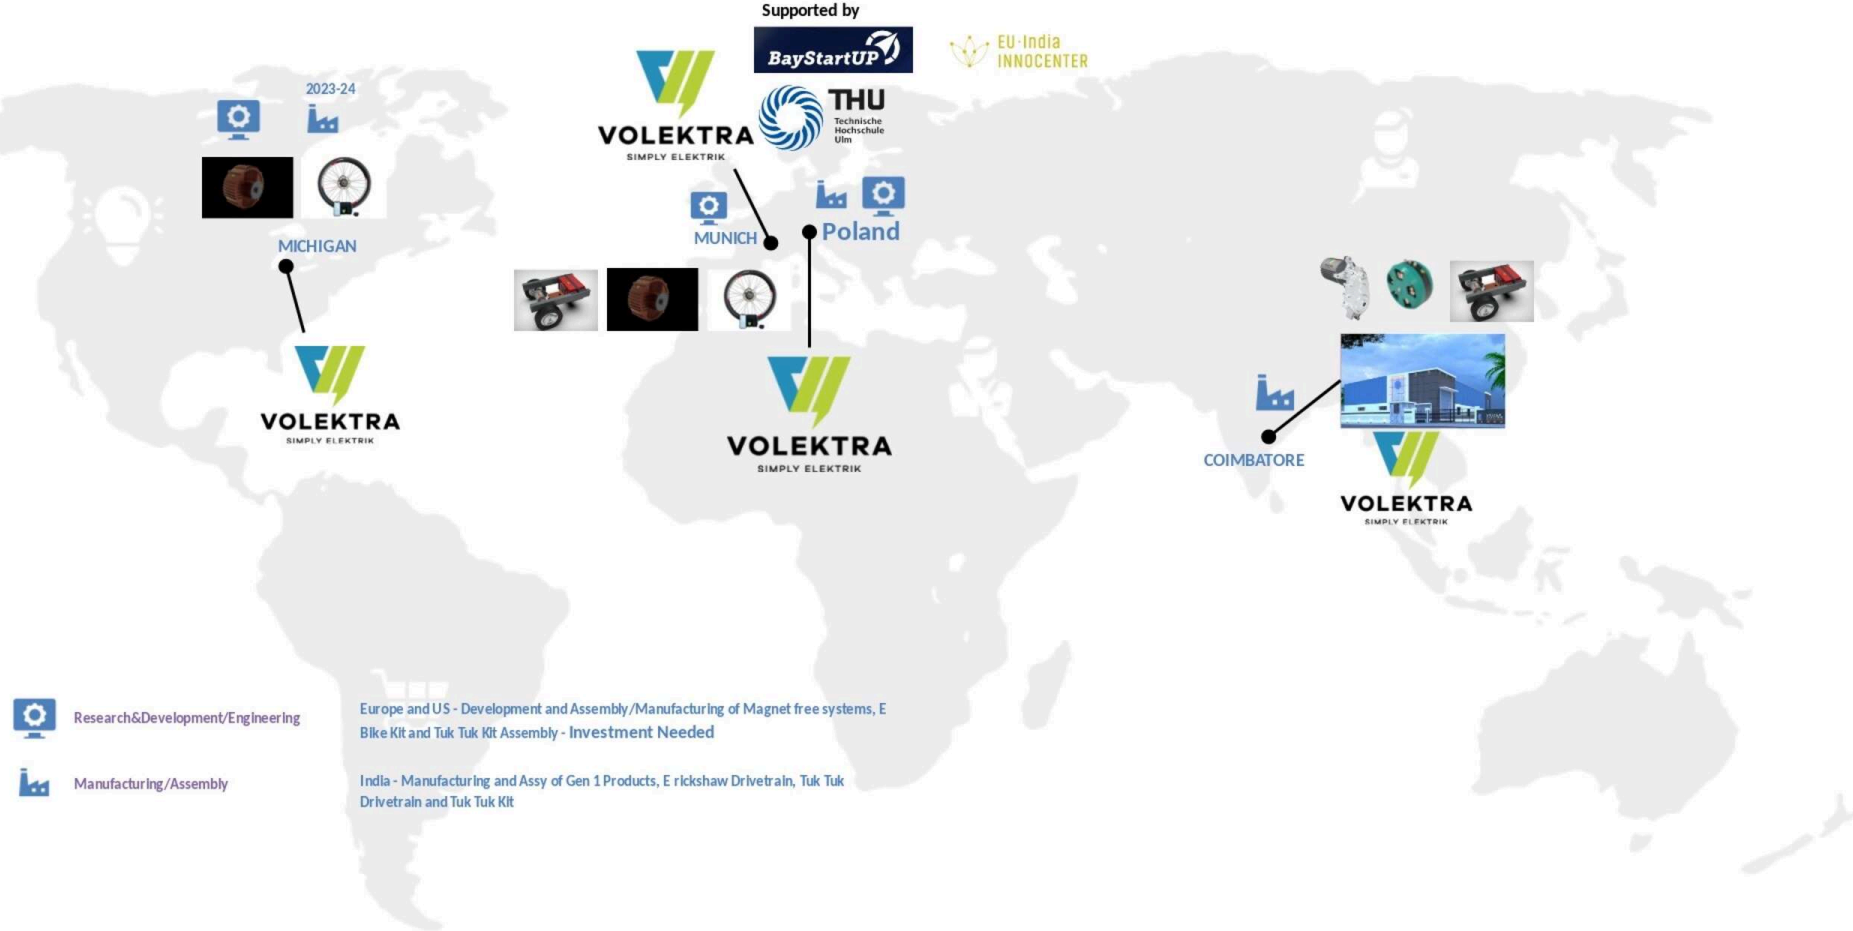 Supported by
BayStartUP
EU·India
INNOCENTER
2023-24
VOLEKTRA
SIMPLY ELEKTRIK
THU
Technische
Hochschule
Ulm
MICHIGAN
MUNICH
Poland
VOLEKTRA
SIMPLY ELEKTRIK
VOLEKTRA
SIMPLY ELEKTRIK
COIMBATORE
VOLEKTRA
SIMPLY ELEKTRIK
Research&Development/Engineering
Europe and US - Development and Assembly/Manufacturing of Magnet free systems, E
Bike Kit and Tuk Tuk Kit Assembly - Investment Needed
Manufacturing/Assembly
India - Manufacturing and Assy of Gen 1 Products, E rickshaw Drivetrain, Tuk Tuk
Drivetrain and Tuk Tuk Kit